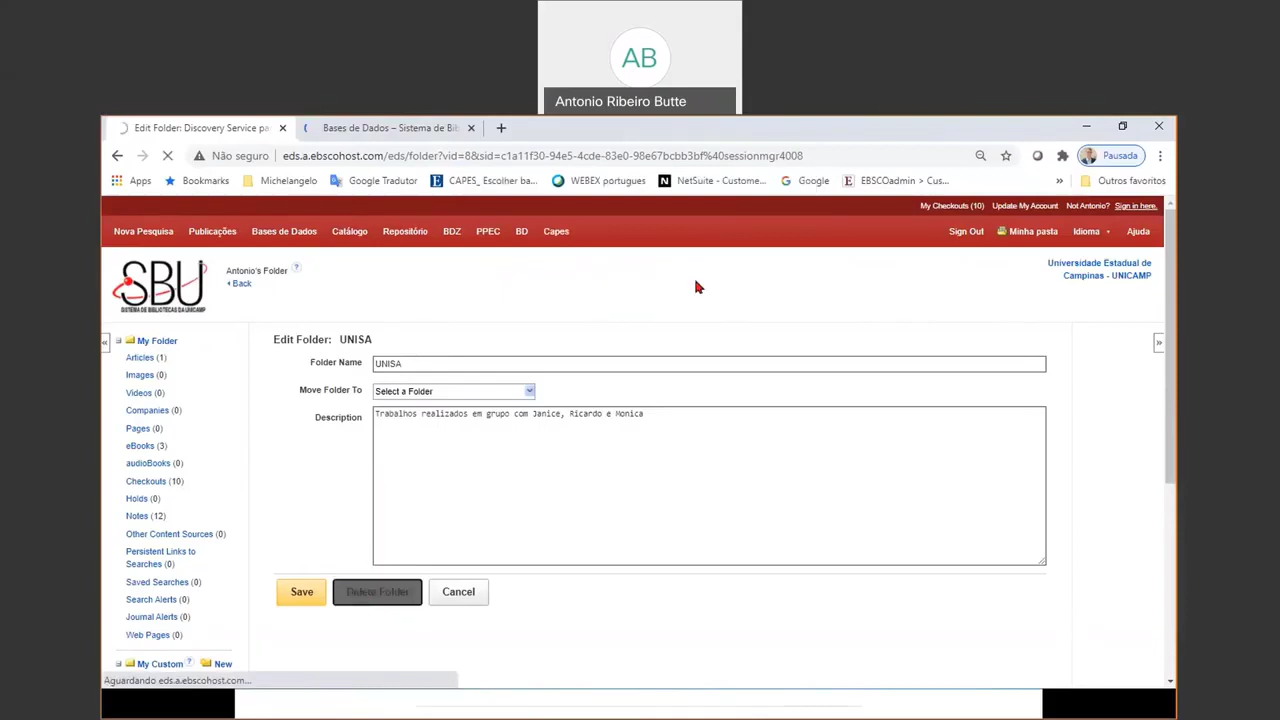 AB
Antonio Ribeiro Butte
Edit Folder: Discovery Service pa
Bases de Dados – Sistema de Bib
Não seguro
eds.a.ebscohost.com/eds/folder?vid=8&sid=c1a11f30-94e5-4cde-83e0-98e67bcbb3bf%40sessionmgr4008
Pausada
Apps
Bookmarks
Michelangelo
Google Tradutor
CAPES_ Escolher ba...
WEBEX portugues
NetSuite - Custome...
Google
EBSCOadmin > Cus...
»
Outros favoritos
My Checkouts (10) Update My Account Not Antonio? Sign in here.
Nova Pesquisa Publicações Bases de Dados Catálogo Repositório BDZ PPEC BD Capes
Sign Out Minha pasta Idioma Ajuda
SBU
SISTEMA DE BIBLIOTECAS DA UNICAMP
Antonio's Folder ?
Back
Universidade Estadual de
Campinas - UNICAMP
«
»
My Folder
Articles (1)
Images (0)
Videos (0)
Companies (0)
Pages (0)
eBooks (3)
audioBooks (0)
Checkouts (10)
Holds (0)
Notes (12)
Other Content Sources (0)
Persistent Links to
Searches (0)
Saved Searches (0)
Search Alerts (0)
Journal Alerts (0)
Web Pages (0)
My Custom ? New
Edit Folder: UNISA
Folder Name UNISA
Move Folder To Select a Folder
Description Trabalhos realizados em grupo com Janice, Ricardo e Monica
Save Delete Folder Cancel
Aguardando eds.a.ebscohost.com...